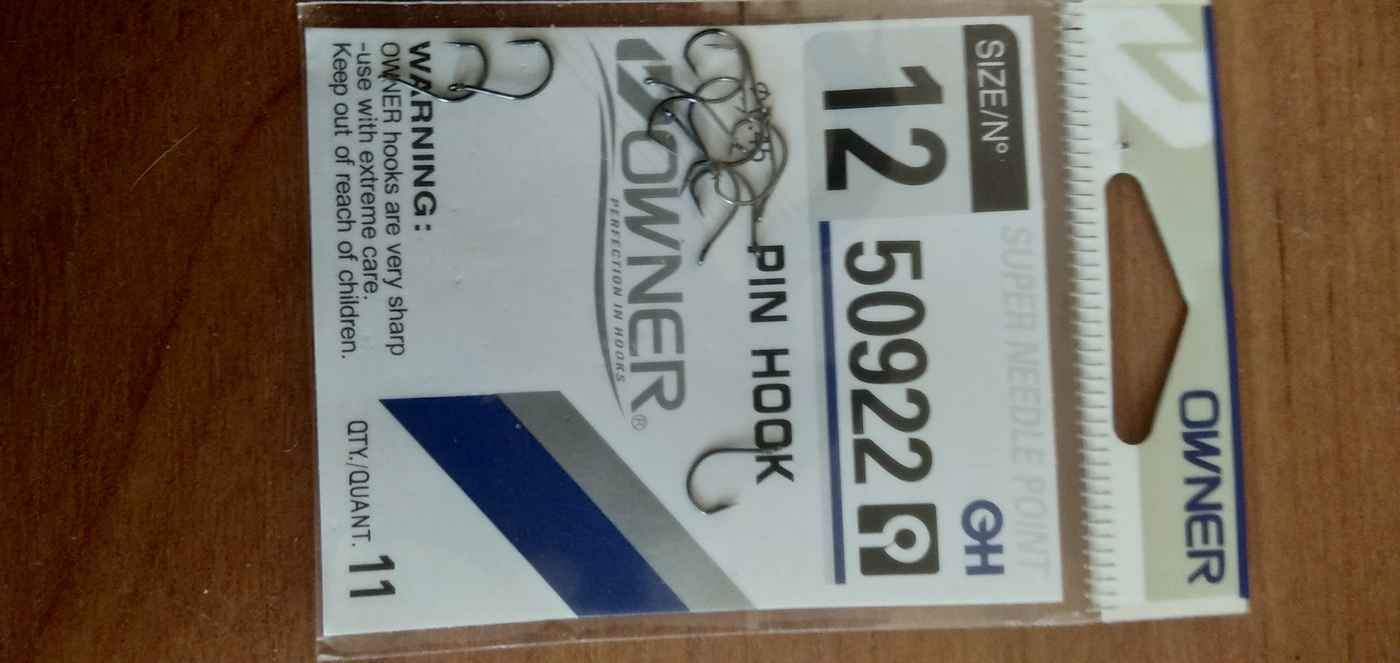 OWNER
SUPER NEEDLE POINT
SIZE/Nº
12
50922
PIN HOOK
OWNER®
PERFECTION IN HOOKS
WARNING:
OWNER hooks are very sharp
-use with extreme care.
Keep out of reach of children.
QTY./QUANT. 11